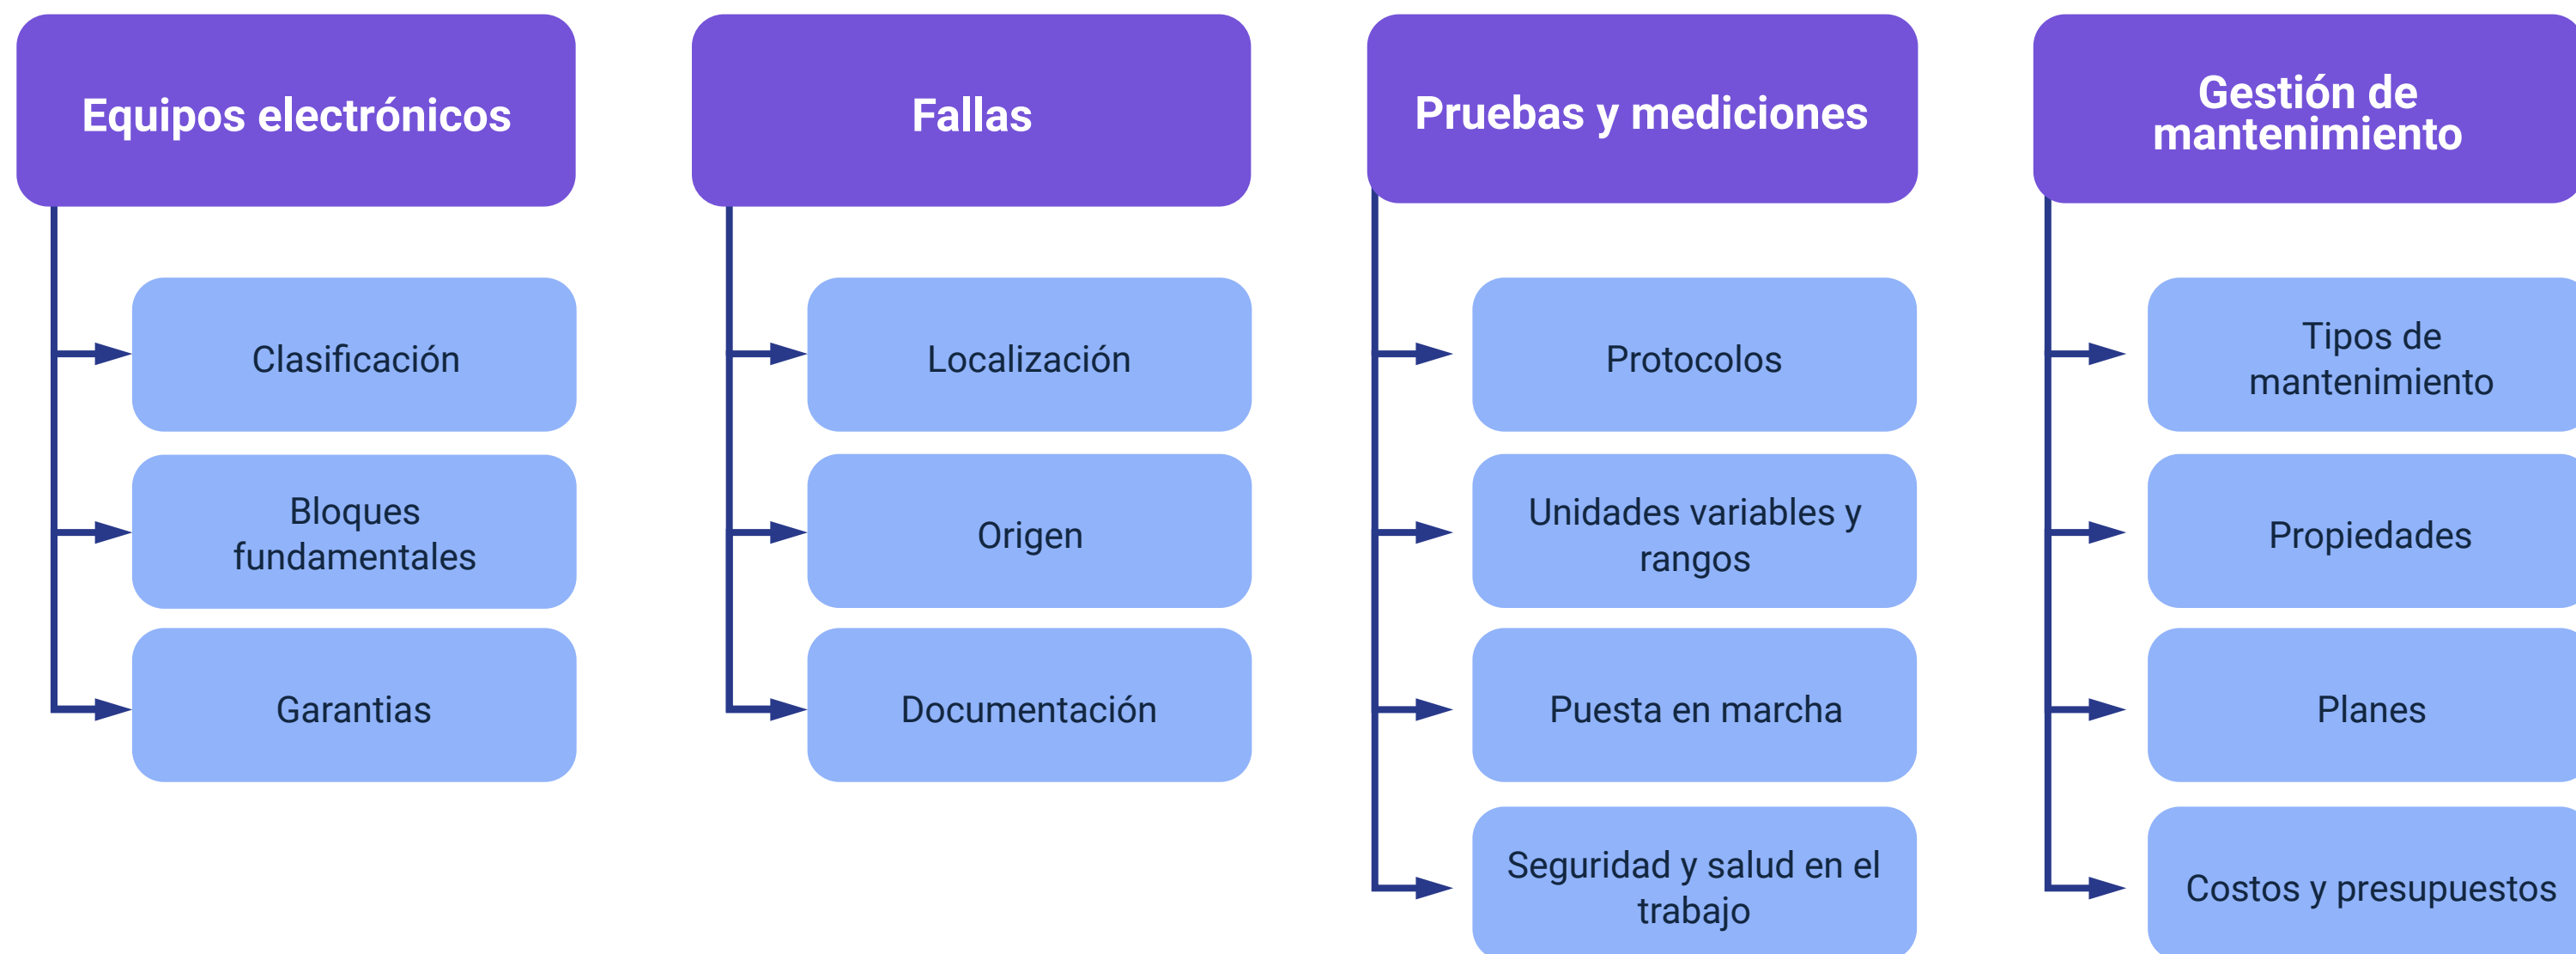 Equipos electrónicos
Clasificación
Bloques
fundamentales
Garantias
Fallas
Localización
Origen
Documentación
Pruebas y mediciones
Protocolos
Unidades variables y
rangos
Puesta en marcha
Seguridad y salud en el
trabajo
Gestión de
mantenimiento
Tipos de
mantenimiento
Propiedades
Planes
Costos y presupuestos